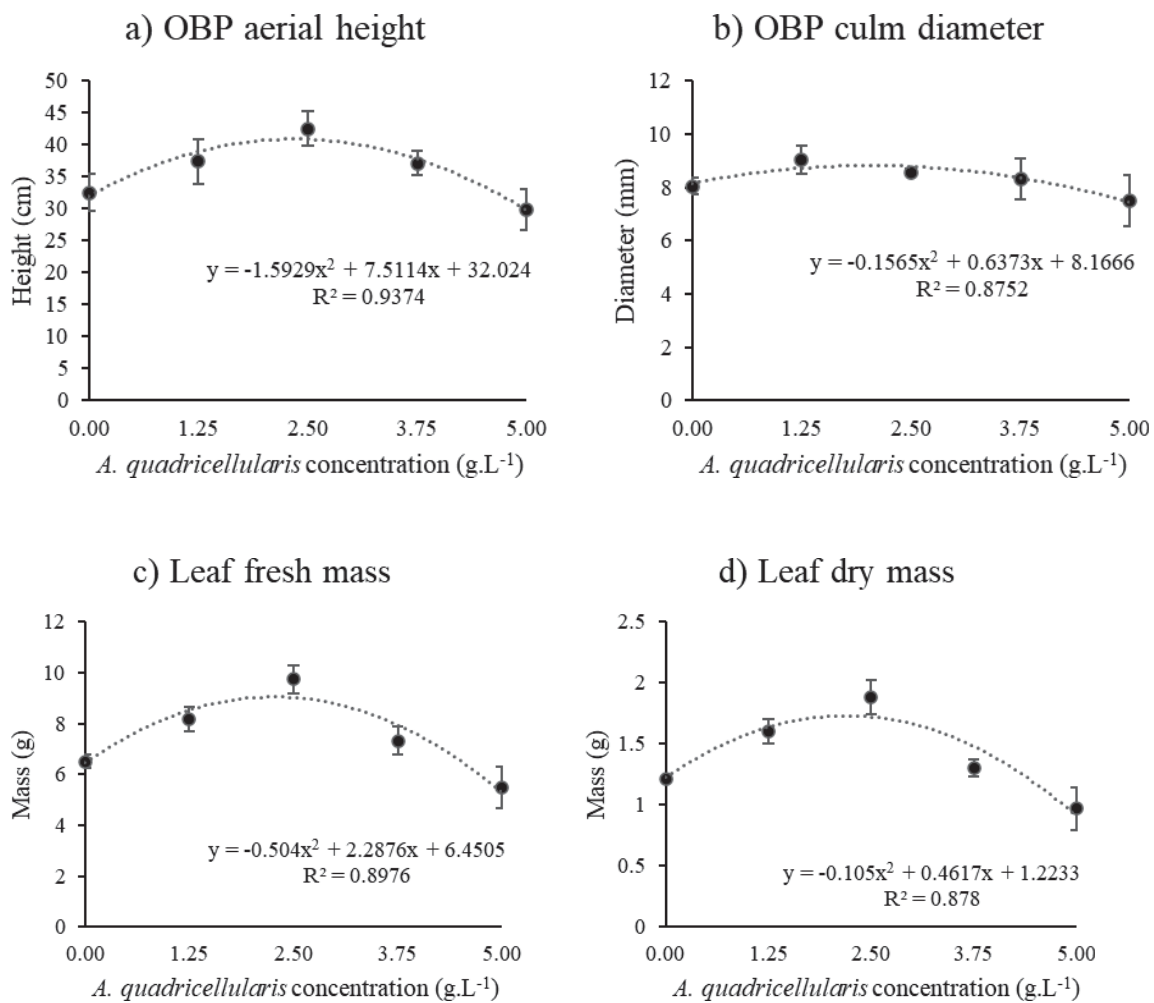 a) OBP aerial height
Height (cm)
50
45
40
35
30
25
20
15
10
5
0
y = -1.5929x² + 7.5114x + 32.024
R² = 0.9374
0.00 1.25 2.50 3.75 5.00
A. quadricellularis concentration (g.L⁻¹)
b) OBP culm diameter
Diameter (mm)
12
10
8
6
4
2
0
y = -0.1565x² + 0.6373x + 8.1666
R² = 0.8752
0.00 1.25 2.50 3.75 5.00
A. quadricellularis concentration (g.L⁻¹)
c) Leaf fresh mass
Mass (g)
12
10
8
6
4
2
0
y = -0.504x² + 2.2876x + 6.4505
R² = 0.8976
0.00 1.25 2.50 3.75 5.00
A. quadricellularis concentration (g.L⁻¹)
d) Leaf dry mass
Mass (g)
2.5
2
1.5
1
0.5
0
y = -0.105x² + 0.4617x + 1.2233
R² = 0.878
0.00 1.25 2.50 3.75 5.00
A. quadricellularis concentration (g.L⁻¹)